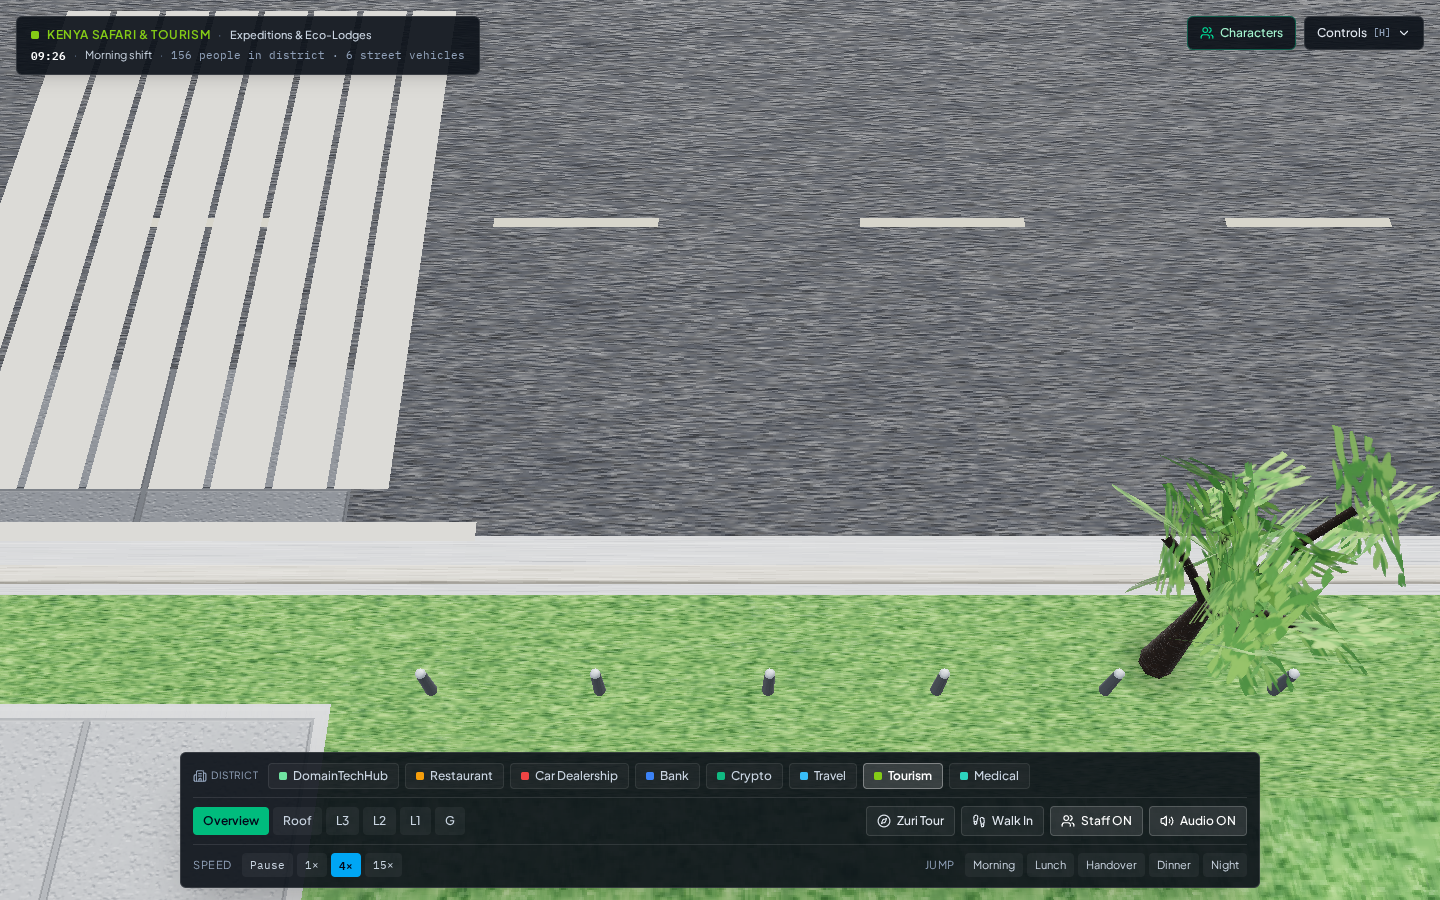 KENYA SAFARI & TOURISM · Expeditions & Eco-Lodges
09:26 · Morning shift · 156 people in district · 6 street vehicles
Characters
Controls [H]
DISTRICT DomainTechHub Restaurant Car Dealership Bank Crypto Travel Tourism Medical
Overview Roof L3 L2 L1 G Zuri Tour Walk In Staff ON Audio ON
SPEED Pause 1× 4× 15× JUMP Morning Lunch Handover Dinner Night